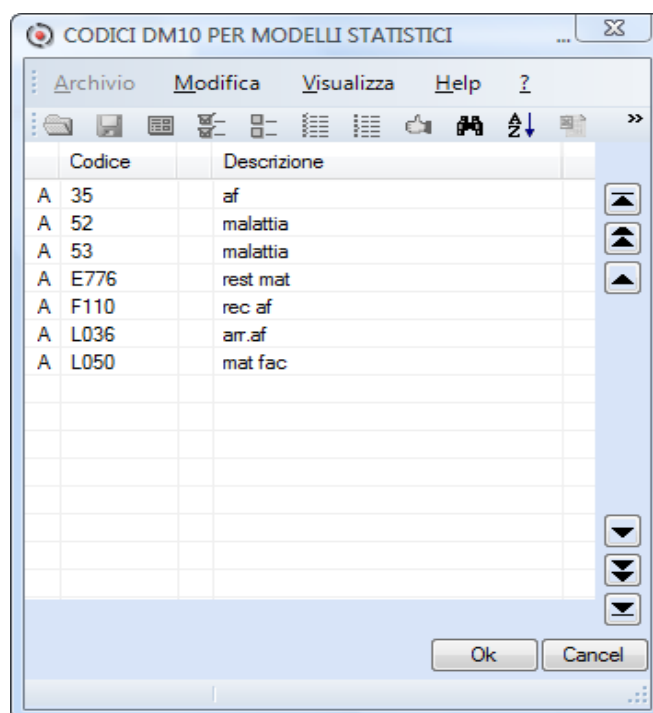 CODICI DM10 PER MODELLI STATISTICI ...
Archivio Modifica Visualizza Help ?
Codice Descrizione
A 35 af
A 52 malattia
A 53 malattia
A E776 rest mat
A F110 rec af
A L036 arr.af
A L050 mat fac
Ok Cancel